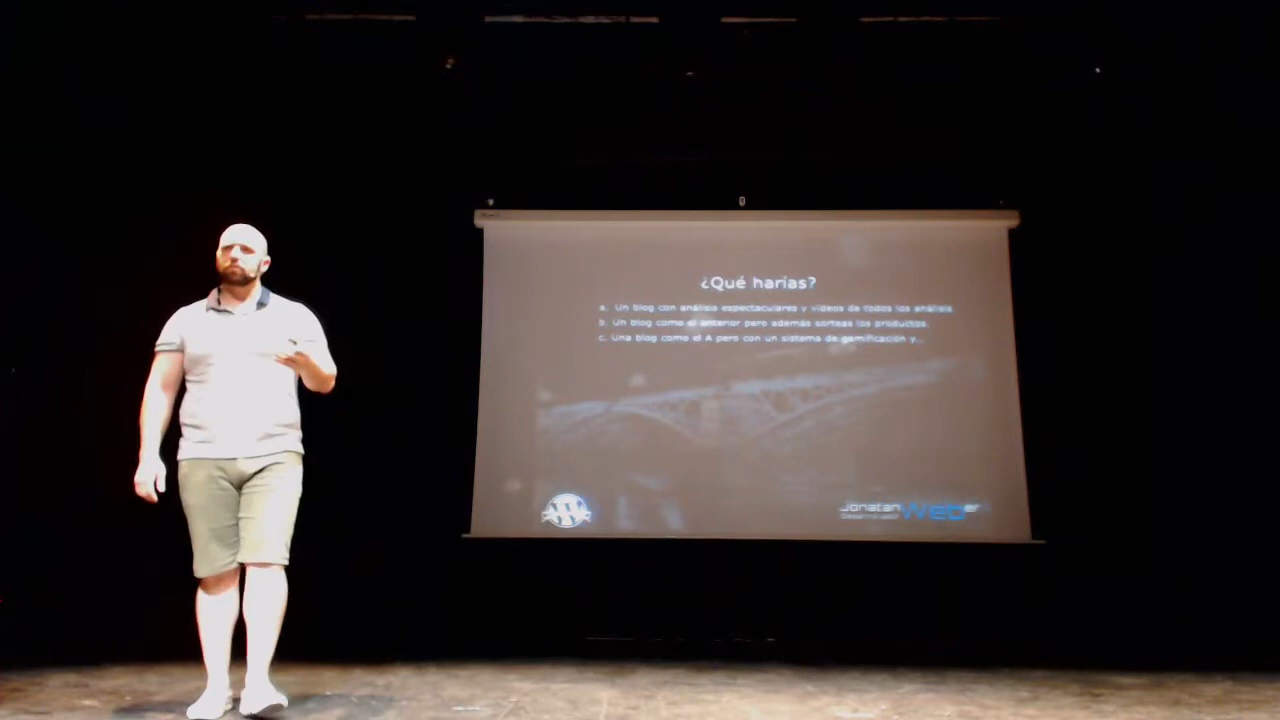 ¿Qué harías?
a. Un blog con análisis espectaculares y vídeos de todos los análisis.
b. Un blog como el anterior pero además sorteas los productos.
c. Una blog como el A pero con un sistema de gamificación y...
Jonatan Weber